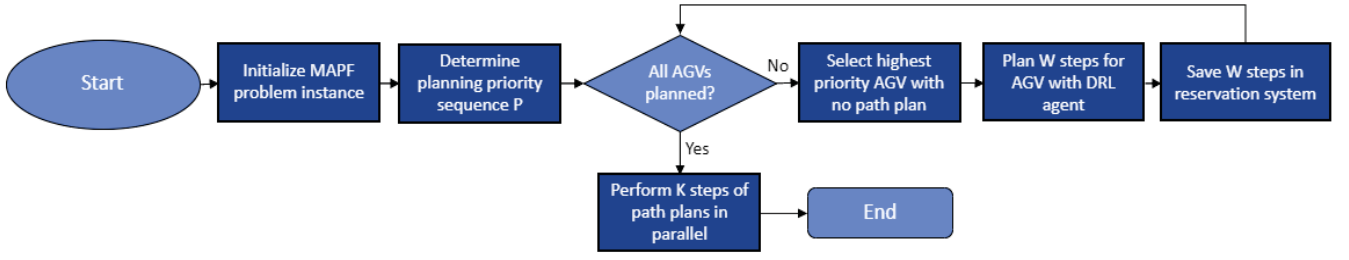 Start
Initialize MAPF
problem instance
Determine
planning priority
sequence P
All AGVs
planned?
No
Select highest
priority AGV with
no path plan
Plan W steps for
AGV with DRL
agent
Save W steps in
reservation system
Yes
Perform K steps of
path plans in
parallel
End